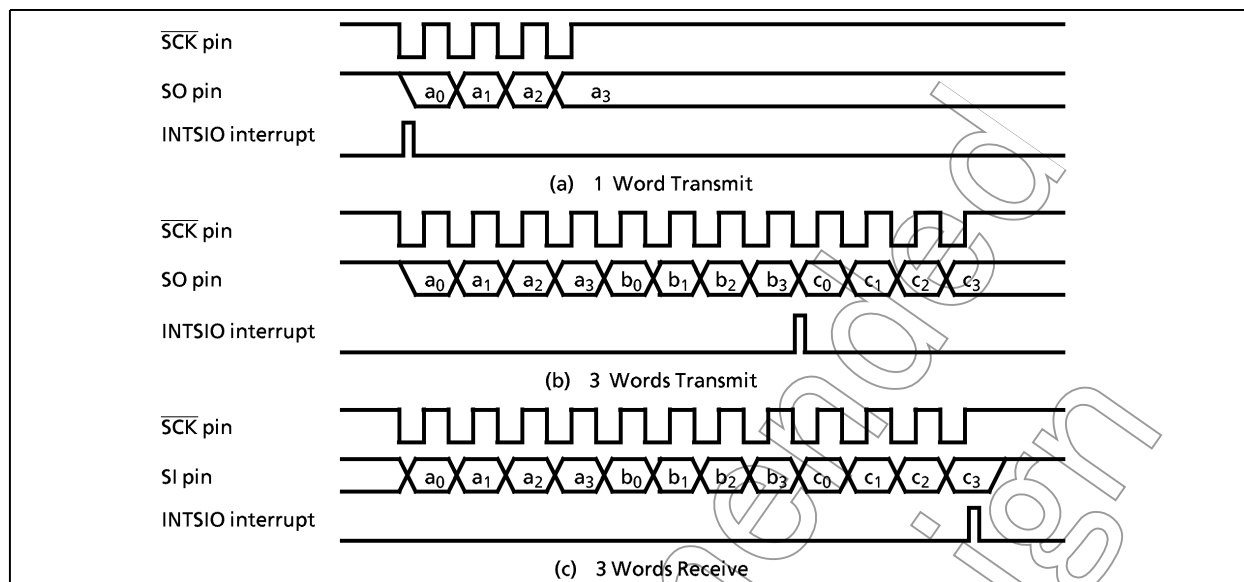 SCK pin
SO pin a0 a1 a2 a3
INTSIO interrupt
(a) 1 Word Transmit
SCK pin
SO pin a0 a1 a2 a3 b0 b1 b2 b3 c0 c1 c2 c3
INTSIO interrupt
(b) 3 Words Transmit
SCK pin
SI pin a0 a1 a2 a3 b0 b1 b2 b3 c0 c1 c2 c3
INTSIO interrupt
(c) 3 Words Receive